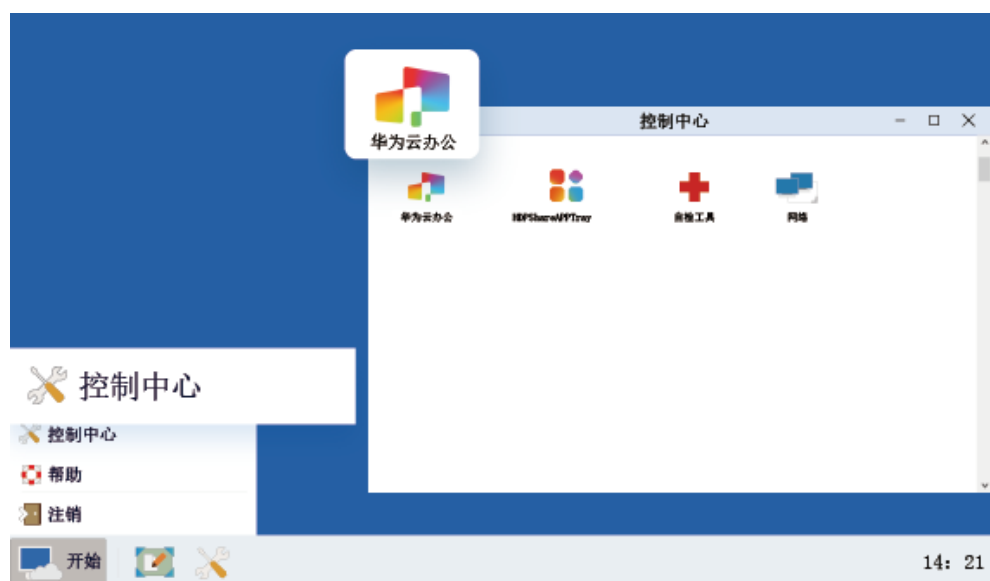 华为云办公
控制中心
华为云办公
HDPShareAPPTray
自检工具
网络
控制中心
控制中心
帮助
注销
开始
14: 21